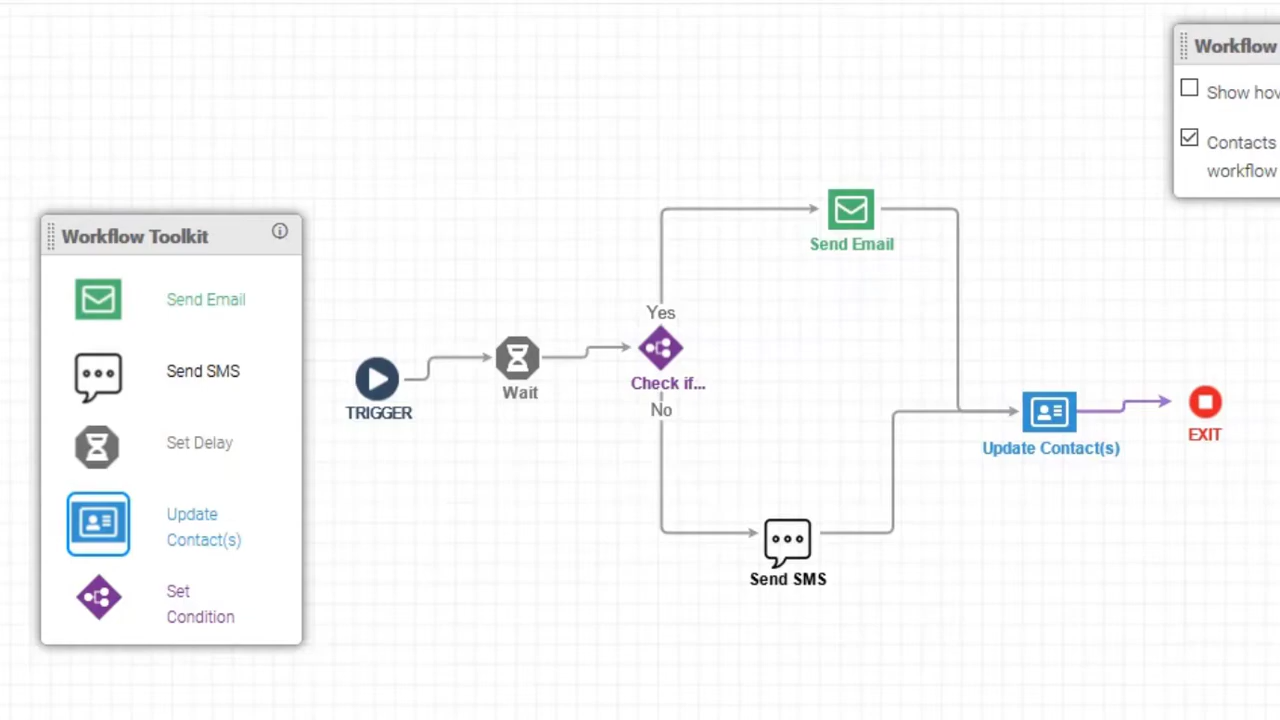 Workflow
Show hov
Contacts
workflow
Workflow Toolkit
Send Email
Send SMS
Set Delay
Update
Contact(s)
Set
Condition
TRIGGER
Wait
Yes
Check if...
No
Send Email
Send SMS
Update Contact(s)
EXIT